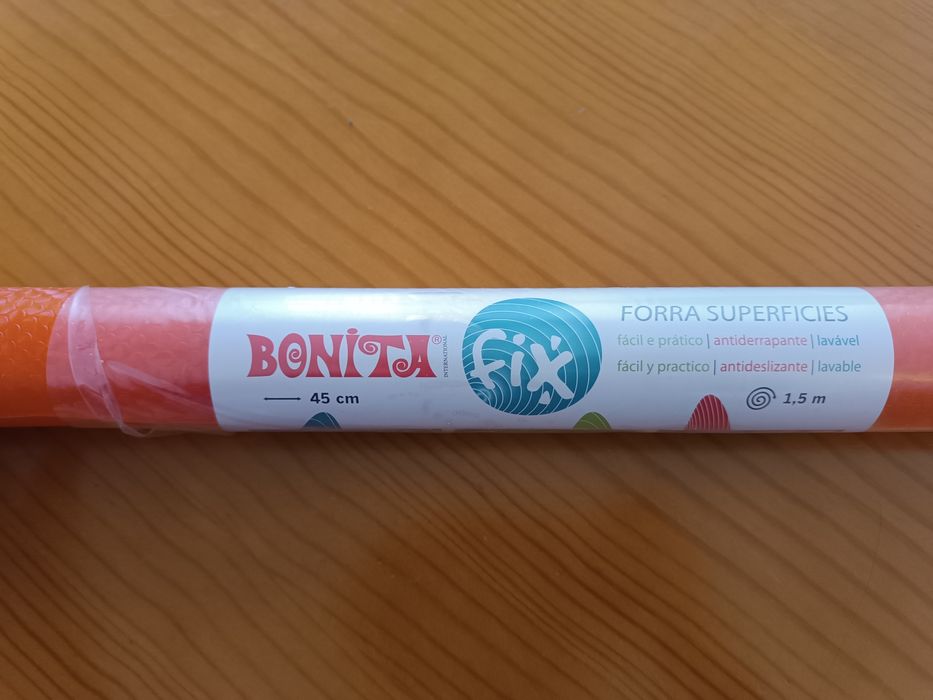 BONITA®
INTERNATIONAL
45 cm
fix
FORRA SUPERFICIES
fácil e prático | antiderrapante | lavável
fácil y practico | antideslizante | lavable
1,5 m